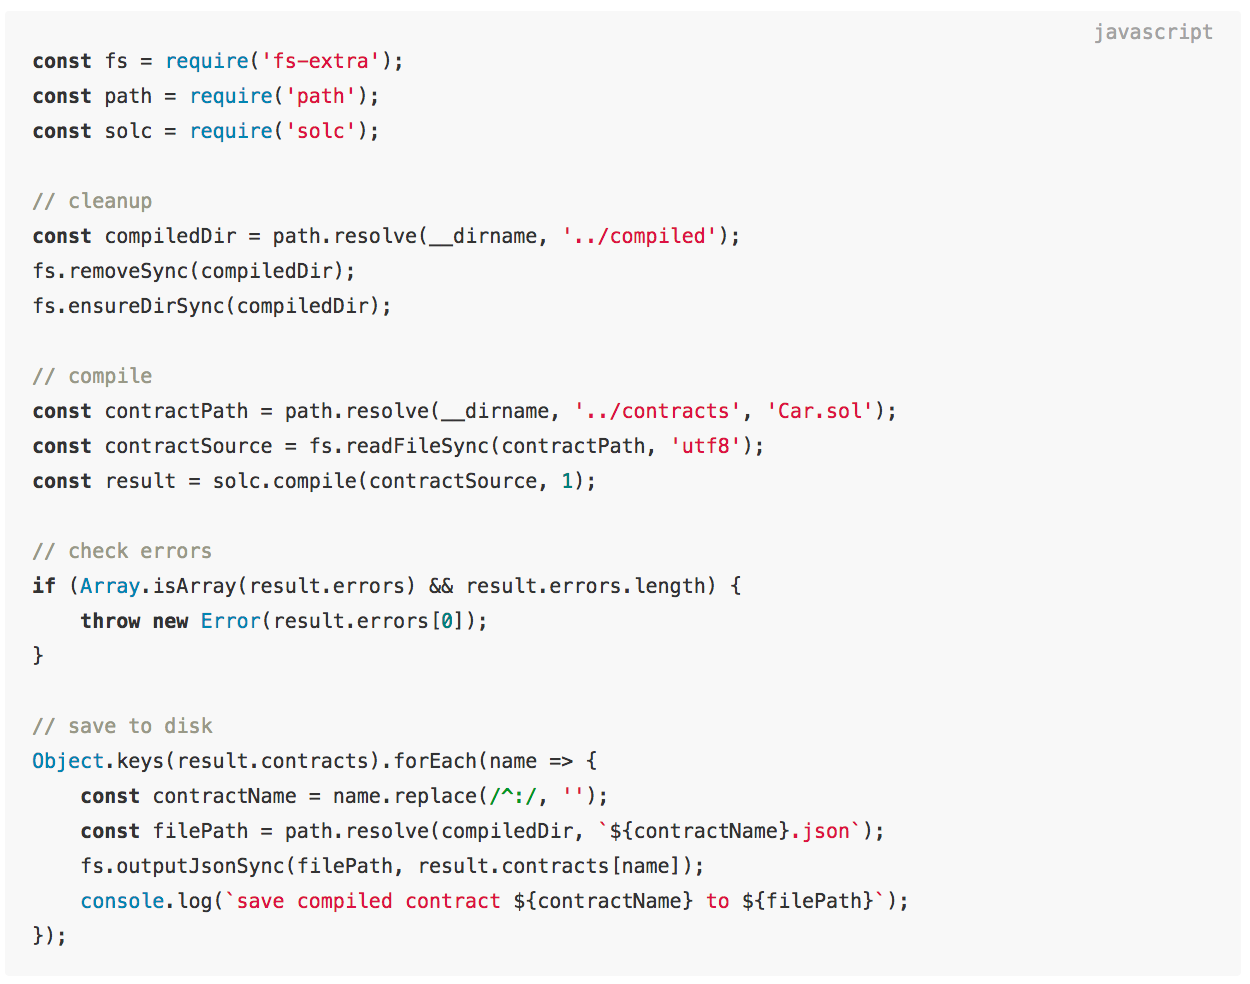 javascript
const fs = require('fs-extra');
const path = require('path');
const solc = require('solc');
// cleanup
const compiledDir = path.resolve(__dirname, '../compiled');
fs.removeSync(compiledDir);
fs.ensureDirSync(compiledDir);
// compile
const contractPath = path.resolve(__dirname, '../contracts', 'Car.sol');
const contractSource = fs.readFileSync(contractPath, 'utf8');
const result = solc.compile(contractSource, 1);
// check errors
if (Array.isArray(result.errors) && result.errors.length) {
    throw new Error(result.errors[0]);
}
// save to disk
Object.keys(result.contracts).forEach(name => {
    const contractName = name.replace(/^:/, '');
    const filePath = path.resolve(compiledDir, `${contractName}.json`);
    fs.outputJsonSync(filePath, result.contracts[name]);
    console.log(`save compiled contract ${contractName} to ${filePath}`);
});